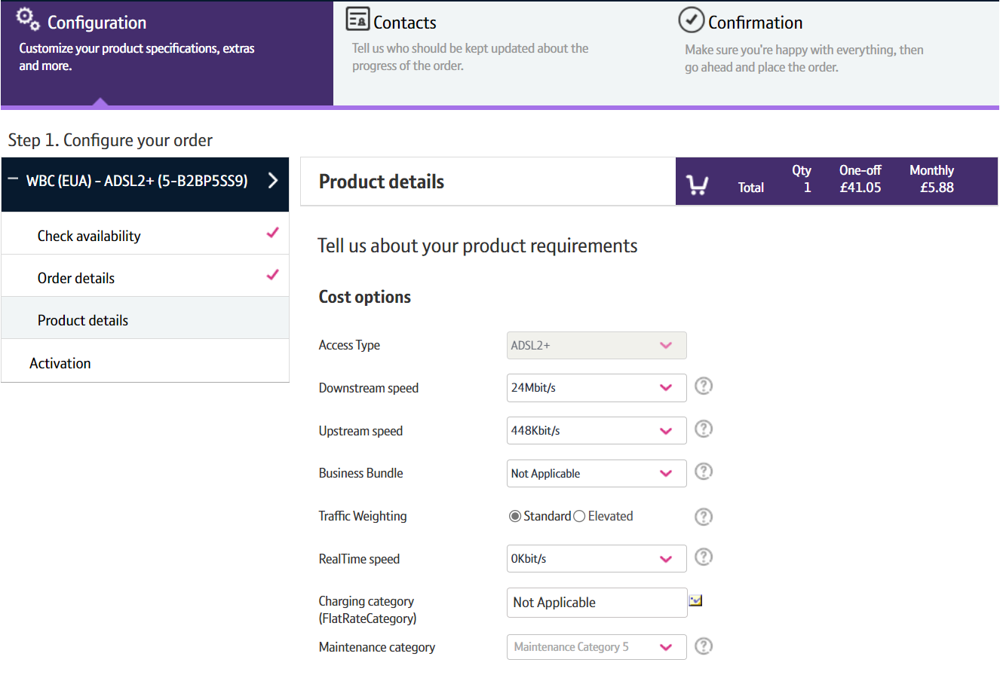 Configuration
Customize your product specifications, extras
and more.
Contacts
Tell us who should be kept updated about the
progress of the order.
Confirmation
Make sure you're happy with everything, then
go ahead and place the order.
Step 1. Configure your order
WBC (EUA) - ADSL2+ (5-B2BP5SS9)
Check availability
Order details
Product details
Activation
Product details
Qty One-off Monthly
Total 1 £41.05 £5.88
Tell us about your product requirements
Cost options
Access Type ADSL2+
Downstream speed 24Mbit/s
Upstream speed 448Kbit/s
Business Bundle Not Applicable
Traffic Weighting Standard Elevated
RealTime speed 0Kbit/s
Charging category Not Applicable
(FlatRateCategory)
Maintenance category Maintenance Category 5